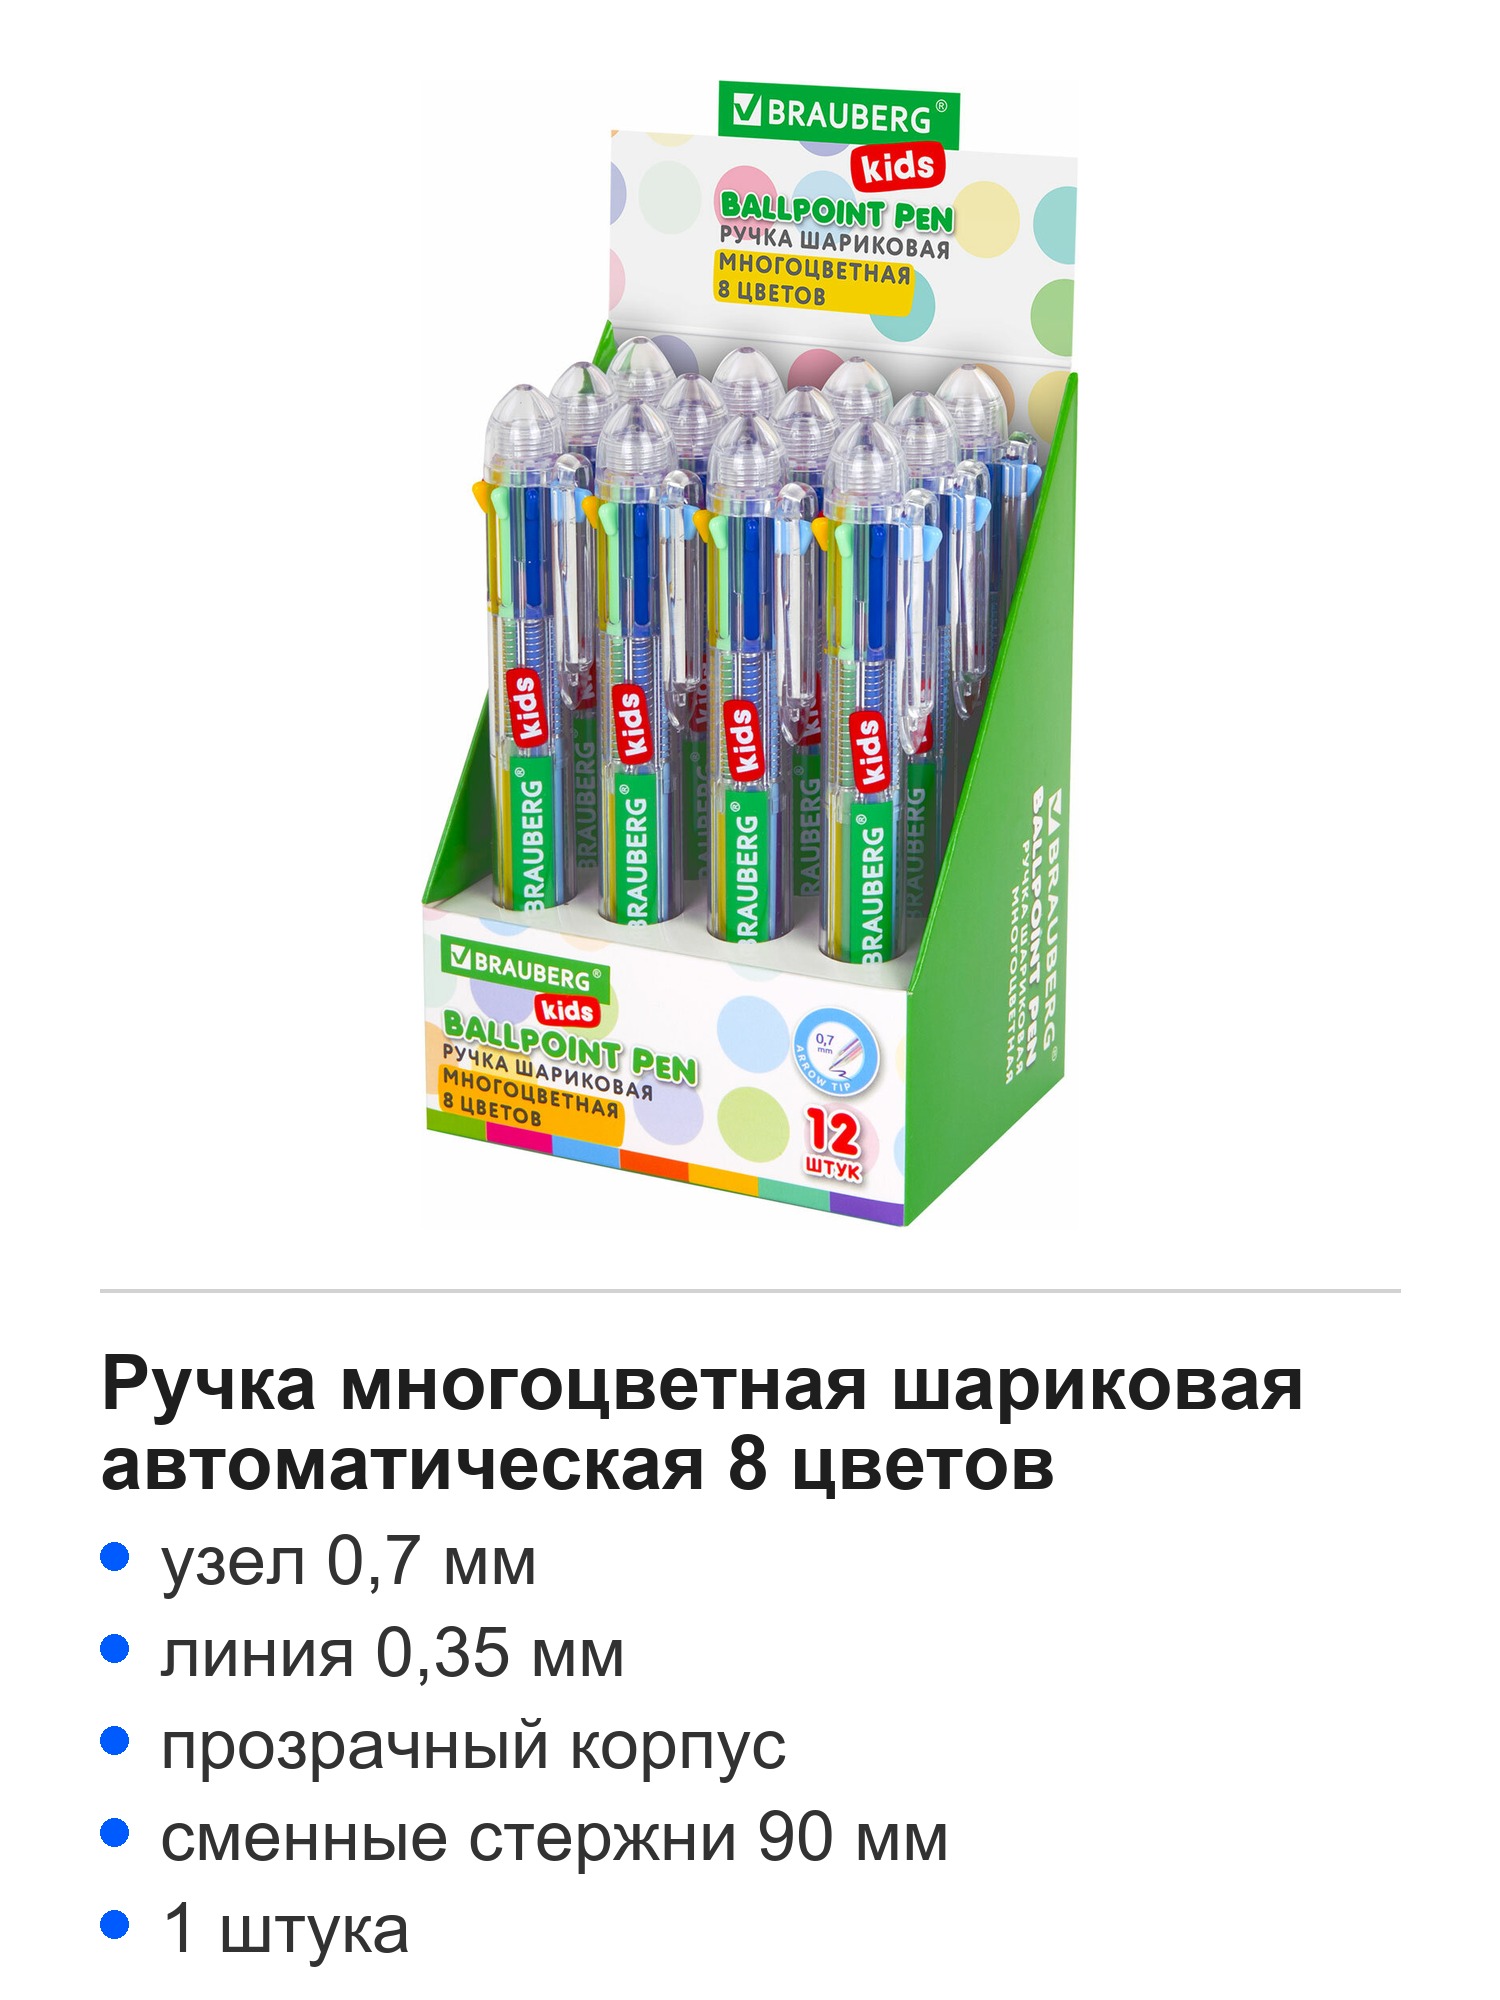 BRAUBERG®
kids
BALLPOINT PEN
РУЧКА ШАРИКОВАЯ
МНОГОЦВЕТНАЯ
8 ЦВЕТОВ
kids
kids
kids
kids
BRAUBERG®
BRAUBERG®
BRAUBERG®
BRAUBERG®
BRAUBERG
BRAUBERG
BRAUBERG
BRAUBERG®
BALLPOINT PEN
РУЧКА ШАРИКОВАЯ
МНОГОЦВЕТНАЯ
BRAUBERG®
kids
BALLPOINT PEN
РУЧКА ШАРИКОВАЯ
МНОГОЦВЕТНАЯ
8 ЦВЕТОВ
0,7
mm
ARROW TIP
12
ШТУК
Ручка многоцветная шариковая
автоматическая 8 цветов
узел 0,7 мм
линия 0,35 мм
прозрачный корпус
сменные стержни 90 мм
1 штука